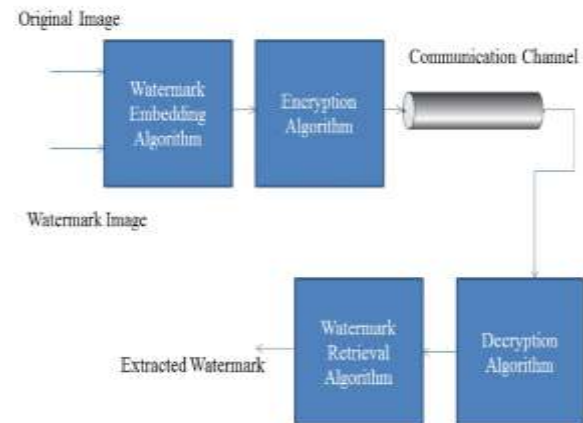 Original Image
Communication Channel
Watermark
Embedding
Algorithm
Encryption
Algorithm
Watermark Image
Watermark
Retrieval
Algorithm
Decryption
Algorithm
Extracted Watermark